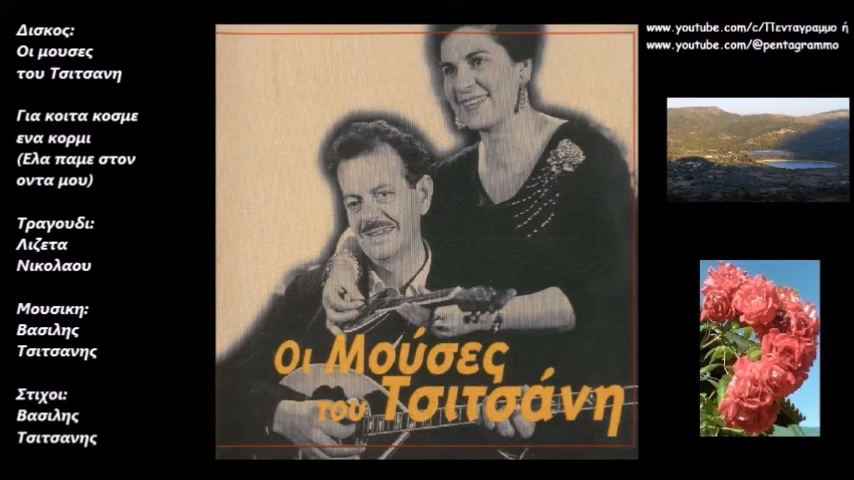 Δισκος:
Οι μουσες
του Τσιτσανη
Για κοιτα κοσμε
ενα κορμι
(Ελα παμε στον
οντα μου)
Τραγουδι:
Λιζετα
Νικολαου
Μουσικη:
Βασιλης
Τσιτσανης
Στιχοι:
Βασιλης
Τσιτσανης
Οι Μούσες
του Τσιτσάνη
www.youtube.com/c/Πενταγραμμο ή
www.youtube.com/@pentagrammo